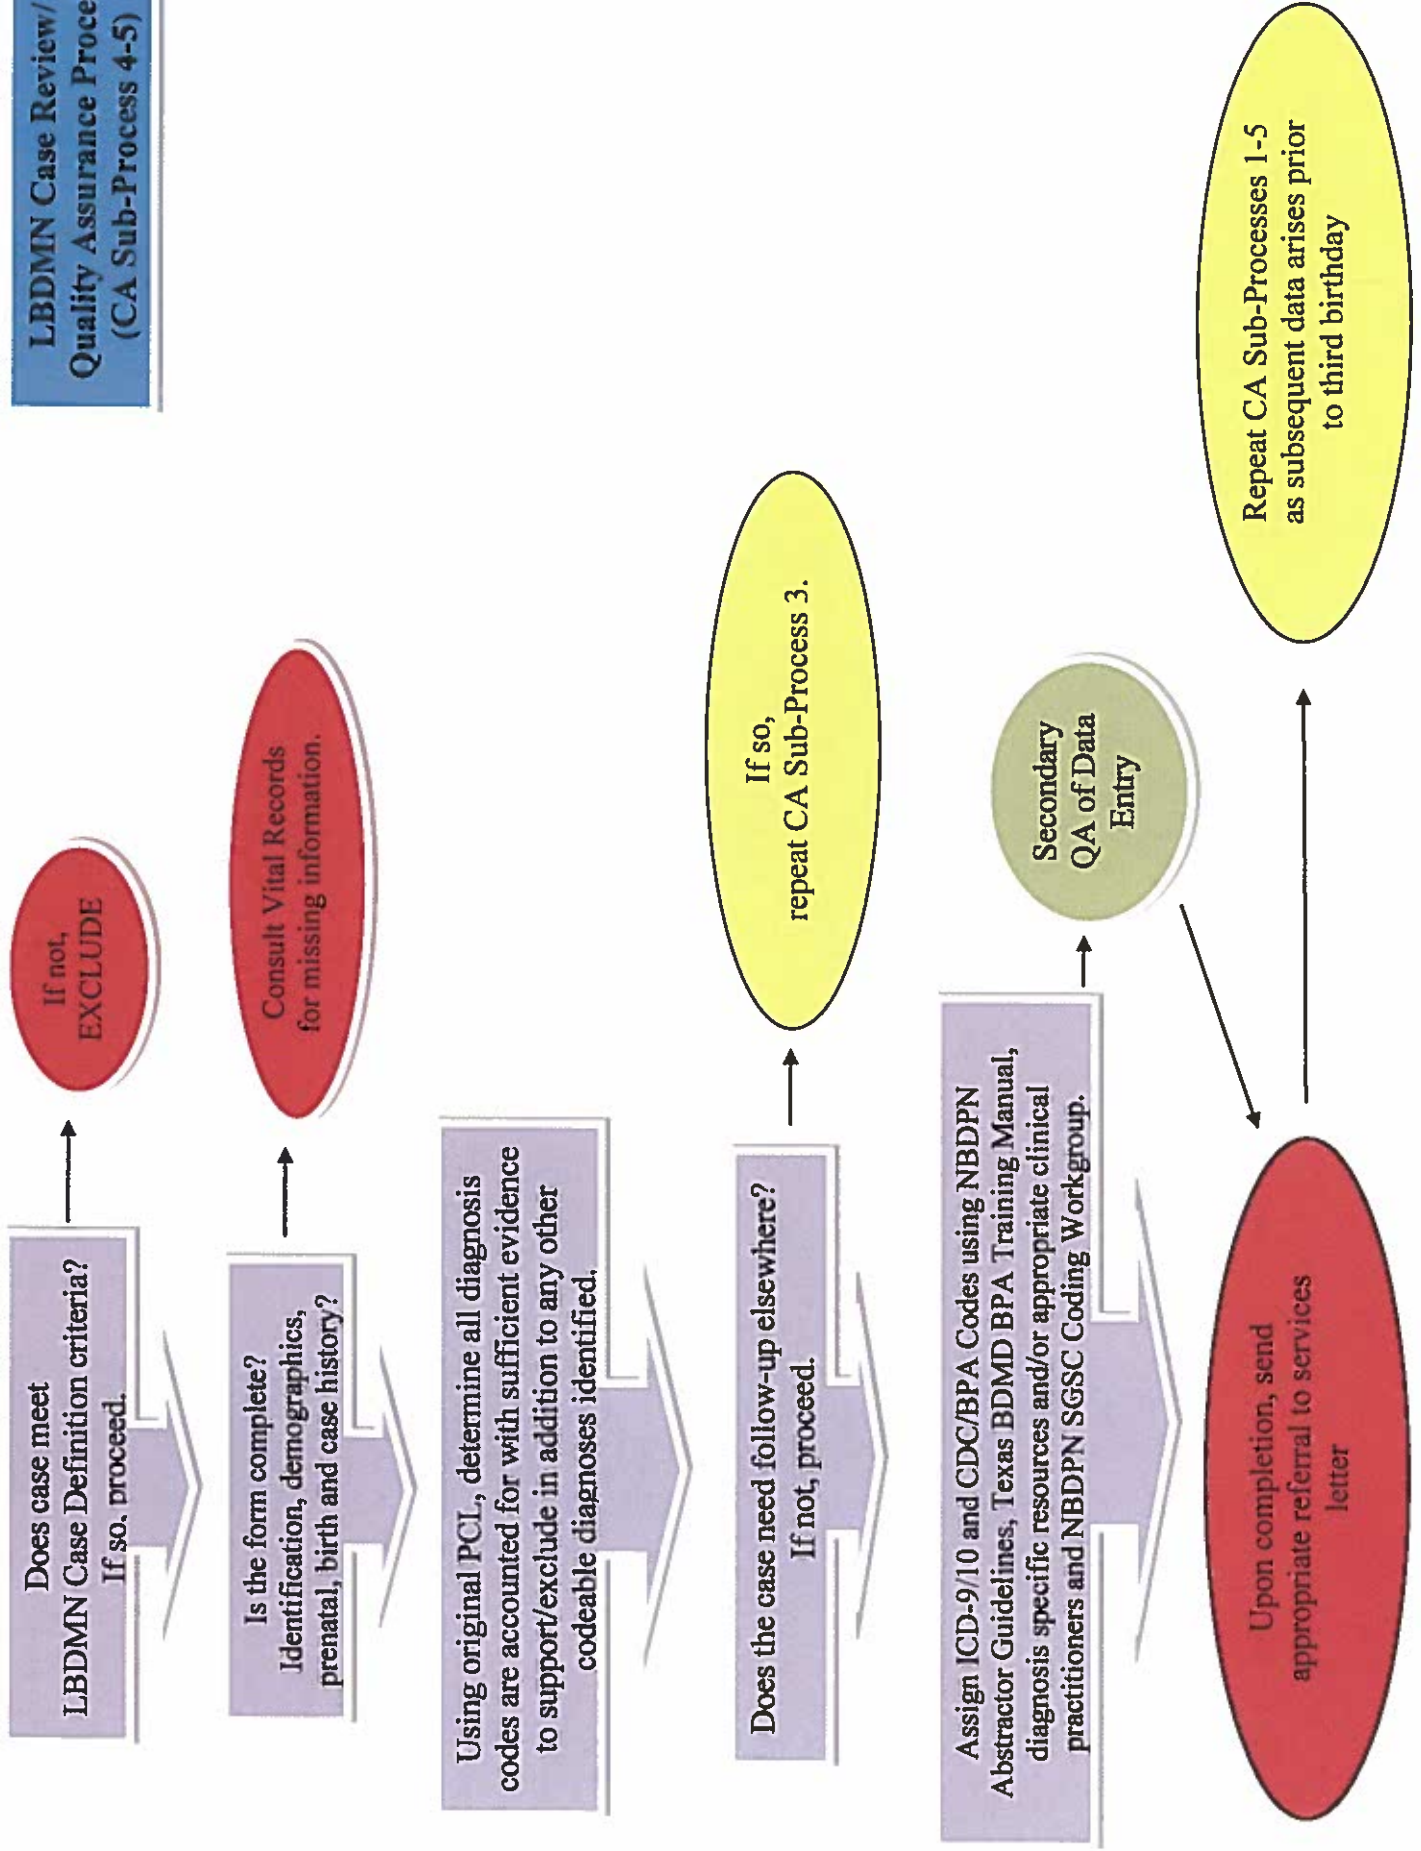 LBDMN Case Review/
Quality Assurance
(CA Sub-Process 4-5)
Does case meet
LBDMN Case Definition criteria?
If so, proceed.
If not,
EXCLUDE
Is the form complete?
Identification, demographics,
prenatal, birth and case history?
Consult Vital Records
for missing information.
Using original PCL, determine all diagnosis
codes are accounted for with sufficient evidence
to support/exclude in addition to any other
codeable diagnoses identified.
Does the case need follow-up elsewhere?
If not, proceed.
If so,
repeat CA Sub-Process 3.
Assign ICD-9/10 and CDC/BPA Codes using NBDPN
Abstractor Guidelines, Texas BDMD BPA Training Manual,
diagnosis specific resources and/or appropriate clinical
practitioners and NBDPN SGSC Coding Workgroup.
Secondary
QA of Data
Entry
Upon completion, send
appropriate referral to services
letter
Repeat CA Sub-Processes 1-5
as subsequent data arises prior
to third birthday